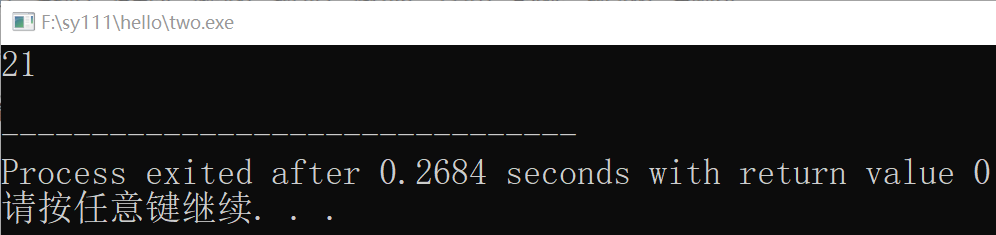 F:\sy111\hello\two.exe
21
--------------------------------
Process exited after 0.2684 seconds with return value 0
请按任意键继续. . .